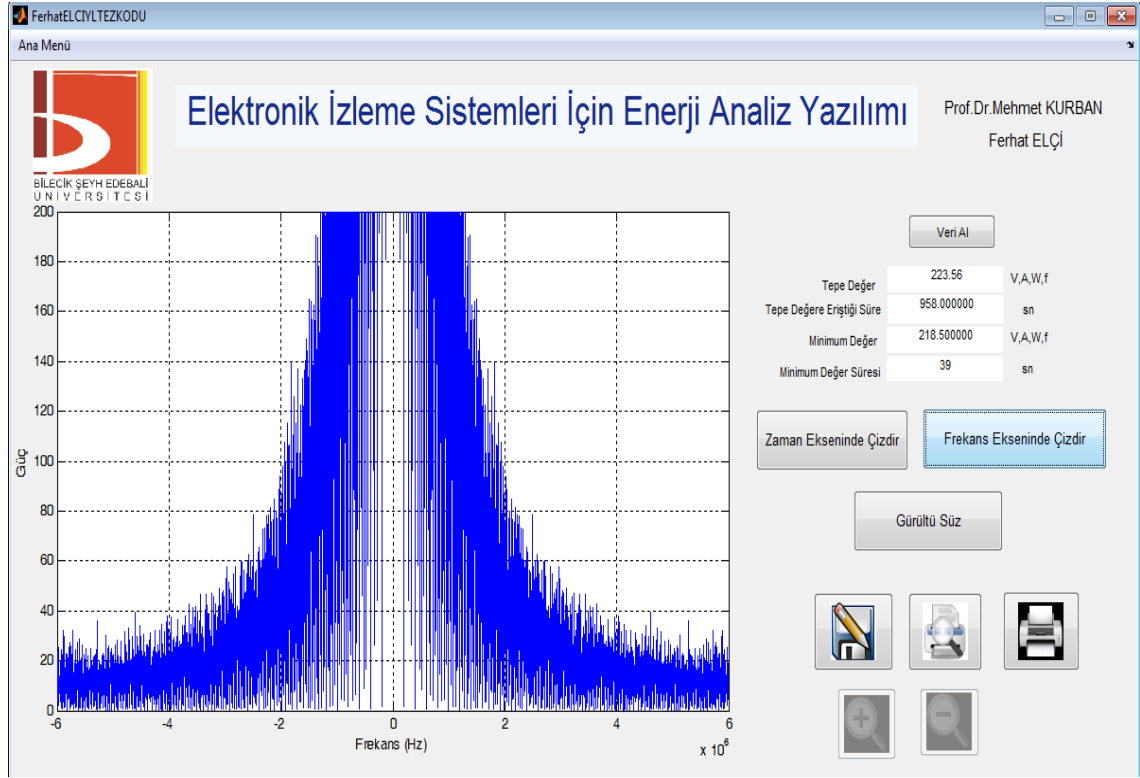 FerhatELCIYLTEZKODU
Ana Menü
Elektronik İzleme Sistemleri İçin Enerji Analiz Yazılımı
Prof.Dr.Mehmet KURBAN
Ferhat ELÇİ
BİLECİK ŞEYH EDEBALİ
ÜNİVERSİTESİ
200
180
160
140
120
100
80
60
40
20
0
Güç
-6 -4 -2 0 2 4 6
Frekans (Hz)
x 10⁶
Veri Al
Tepe Değer 223.56 V,A,W,f
Tepe Değere Eriştiği Süre 958.000000 sn
Minimum Değer 218.500000 V,A,W,f
Minimum Değer Süresi 39 sn
Zaman Ekseninde Çizdir
Frekans Ekseninde Çizdir
Gürültü Süz